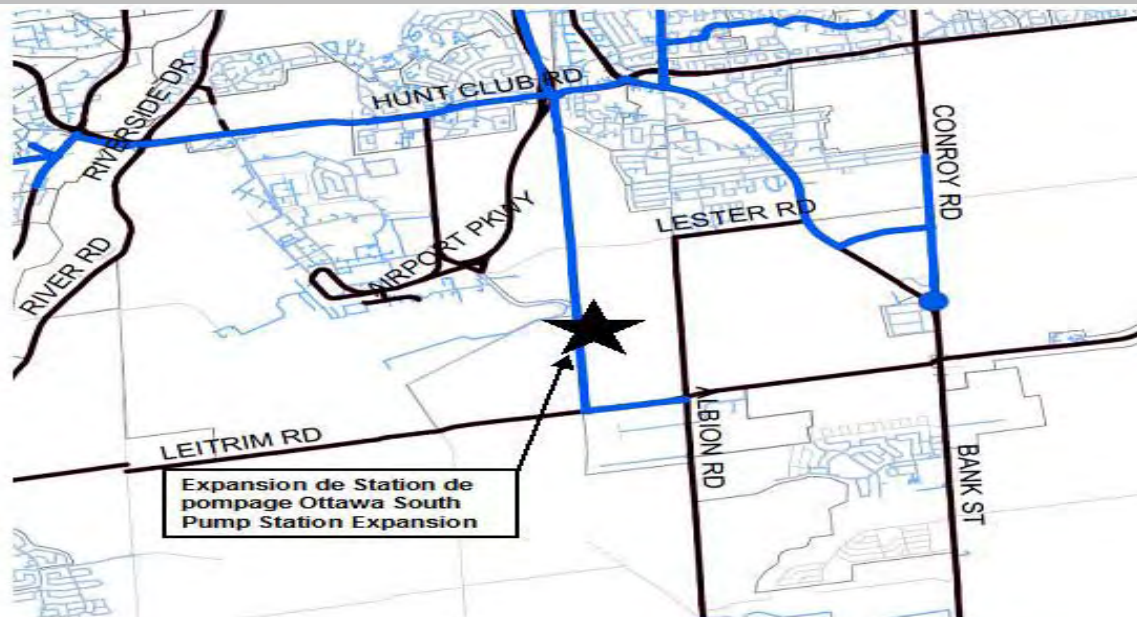 HUNT CLUB RD
RIVERSIDE DR
CONROY RD
LESTER RD
AIRPORT PKWY
RIVER RD
LEITRIM RD
ALBION RD
BANK ST
Expansion de Station de
pompage Ottawa South
Pump Station Expansion